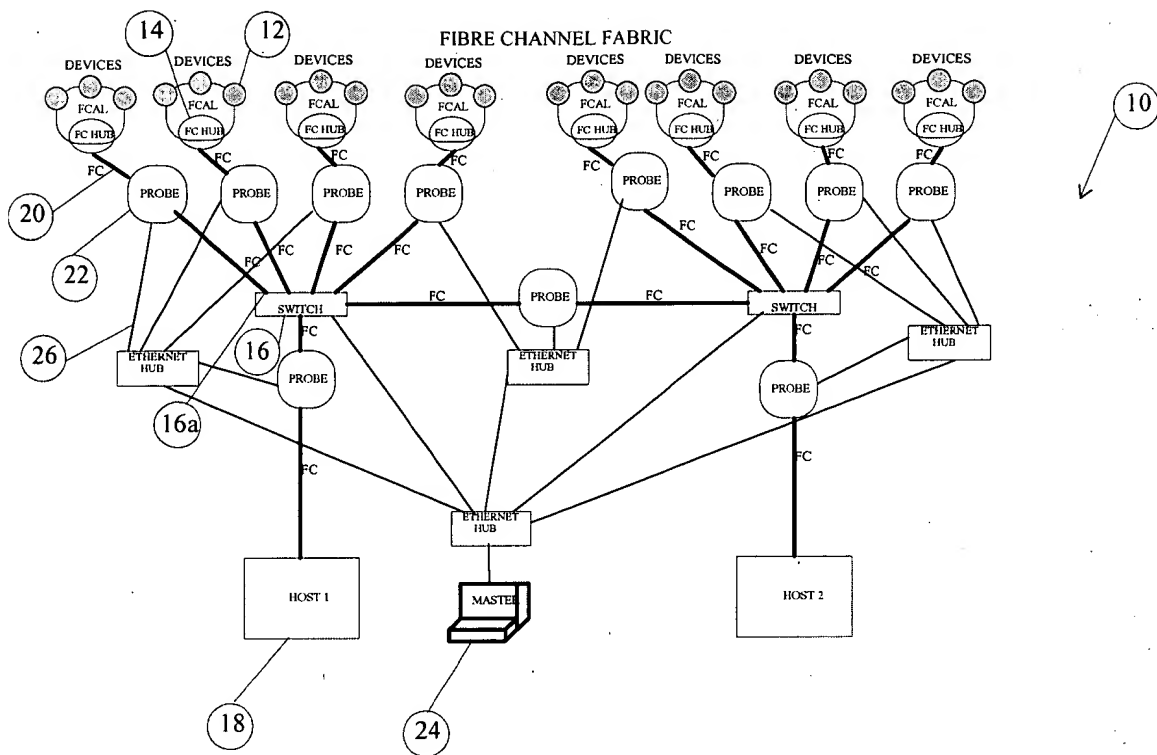 14
12
FIBRE CHANNEL FABRIC
10
DEVICES
DEVICES
DEVICES
DEVICES
DEVICES
DEVICES
DEVICES
DEVICES
FCAL
FCAL
FCAL
FCAL
FCAL
FCAL
FCAL
FCAL
FC HUB
FC HUB
FC HUB
FC HUB
FC HUB
FC HUB
FC HUB
FC HUB
FC
FC
FC
FC
FC
FC
FC
FC
20
PROBE
PROBE
PROBE
PROBE
PROBE
PROBE
PROBE
PROBE
22
FC
FC
FC
FC
FC
FC
FC
FC
SWITCH
FC
PROBE
FC
SWITCH
26
16
FC
FC
ETHERNET
HUB
PROBE
ETHERNET
HUB
PROBE
ETHERNET
HUB
16a
FC
FC
ETHERNET
HUB
HOST 1
MASTER
HOST 2
18
24